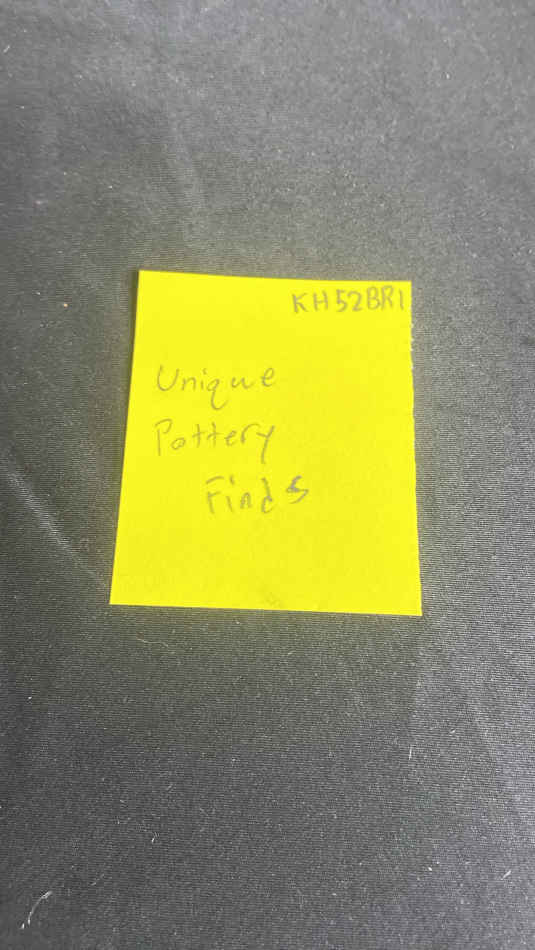 KH52BR1
Unique
Pottery
Finds